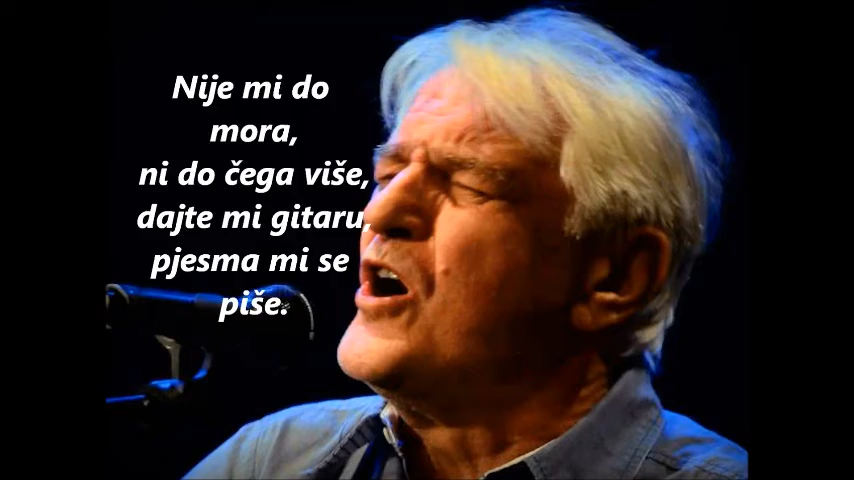 Nije mi do
mora,
ni do čega više,
dajte mi gitaru,
pjesma mi se
piše.